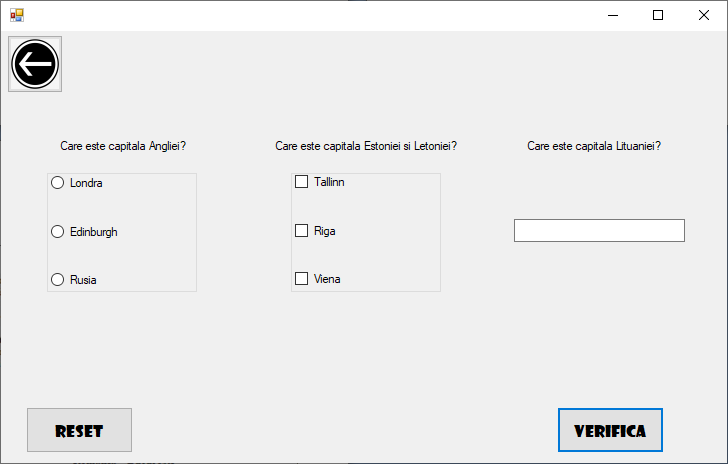 Care este capitala Angliei?
Londra
Edinburgh
Rusia
Care este capitala Estoniei si Letoniei?
Tallinn
Riga
Viena
Care este capitala Lituaniei?
RESET
VERIFICA